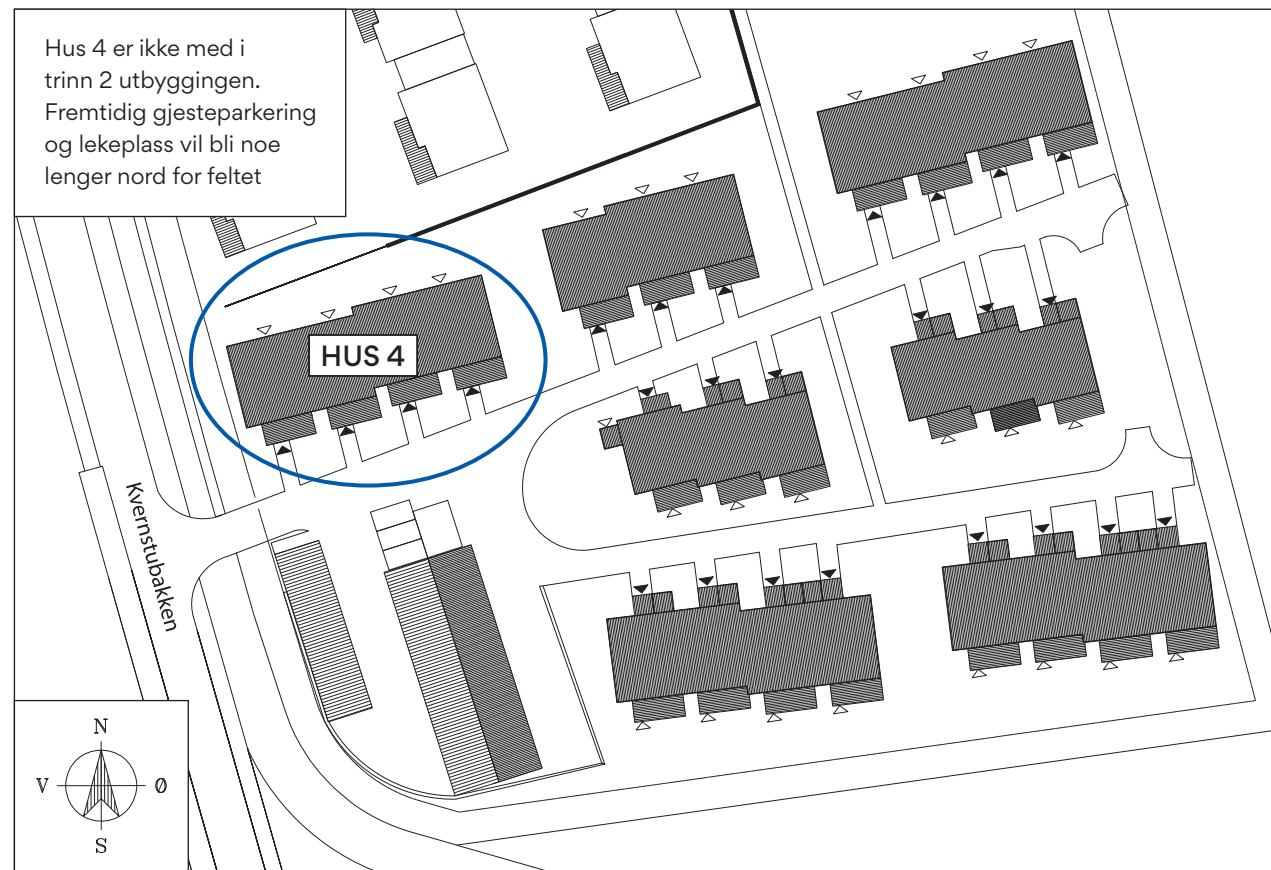 Hus 4 er ikke med i
trinn 2 utbyggingen.
Fremtidig gjesteparkering
og lekeplass vil bli noe
lenger nord for feltet
HUS 4
Kvernstubakken
N
V
Ø
S